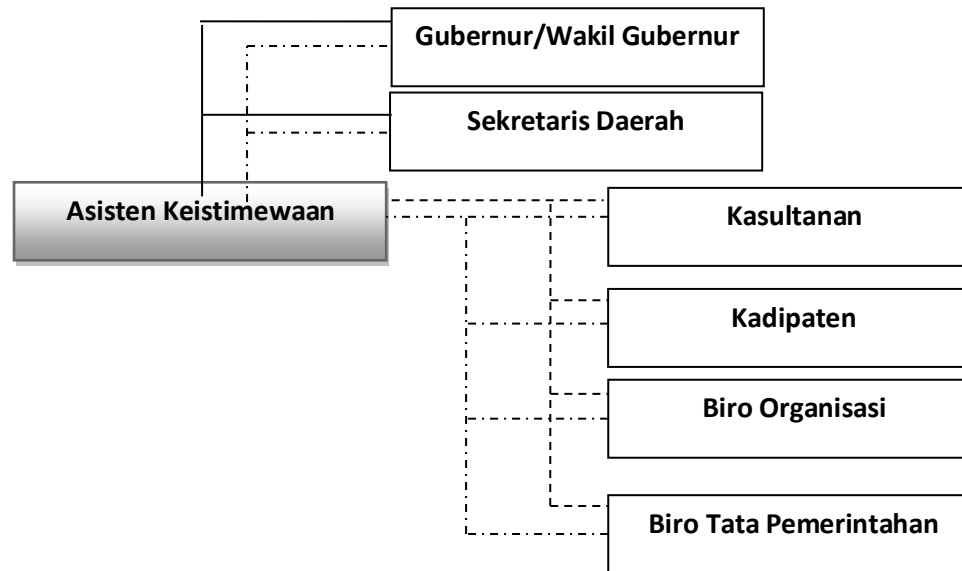 Gubernur/Wakil Gubernur
Sekretaris Daerah
Asisten Keistimewaan
Kasultanan
Kadipaten
Biro Organisasi
Biro Tata Pemerintahan